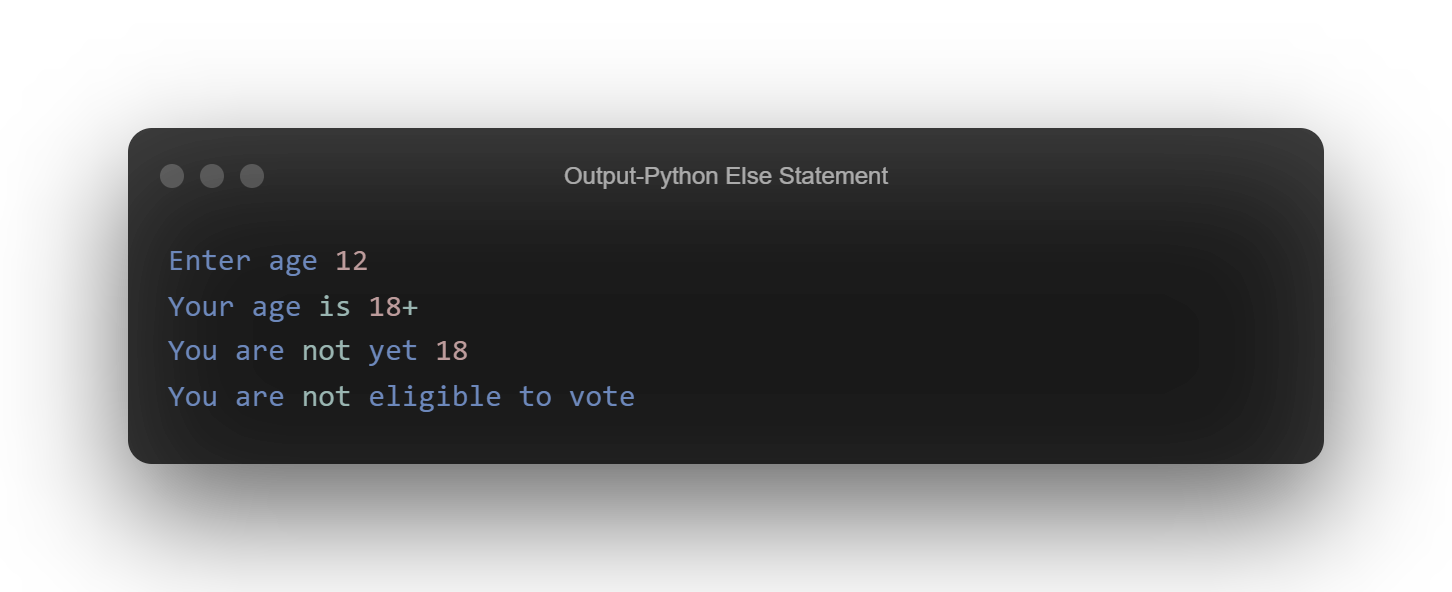 Output-Python Else Statement
Enter age 12
Your age is 18+
You are not yet 18
You are not eligible to vote